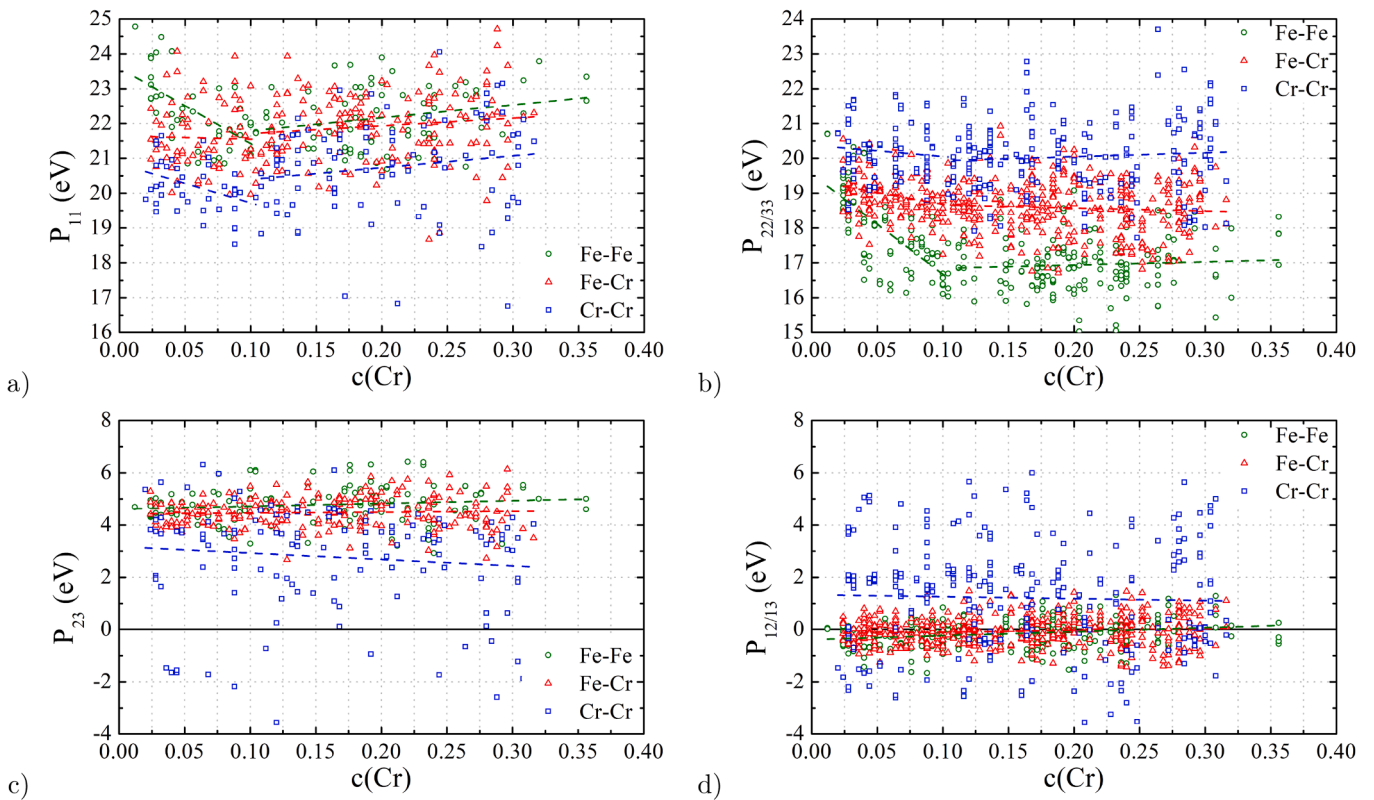 25
24
23
22
21
20
19
18
17
16
P11 (eV)
Fe-Fe
Fe-Cr
Cr-Cr
0.00 0.05 0.10 0.15 0.20 0.25 0.30 0.35 0.40
c(Cr)
a)
24
23
22
21
20
19
18
17
16
15
P22/33 (eV)
Fe-Fe
Fe-Cr
Cr-Cr
0.00 0.05 0.10 0.15 0.20 0.25 0.30 0.35 0.40
c(Cr)
b)
8
6
4
2
0
-2
-4
P23 (eV)
Fe-Fe
Fe-Cr
Cr-Cr
0.00 0.05 0.10 0.15 0.20 0.25 0.30 0.35 0.40
c(Cr)
c)
8
6
4
2
0
-2
-4
P12/13 (eV)
Fe-Fe
Fe-Cr
Cr-Cr
0.00 0.05 0.10 0.15 0.20 0.25 0.30 0.35 0.40
c(Cr)
d)